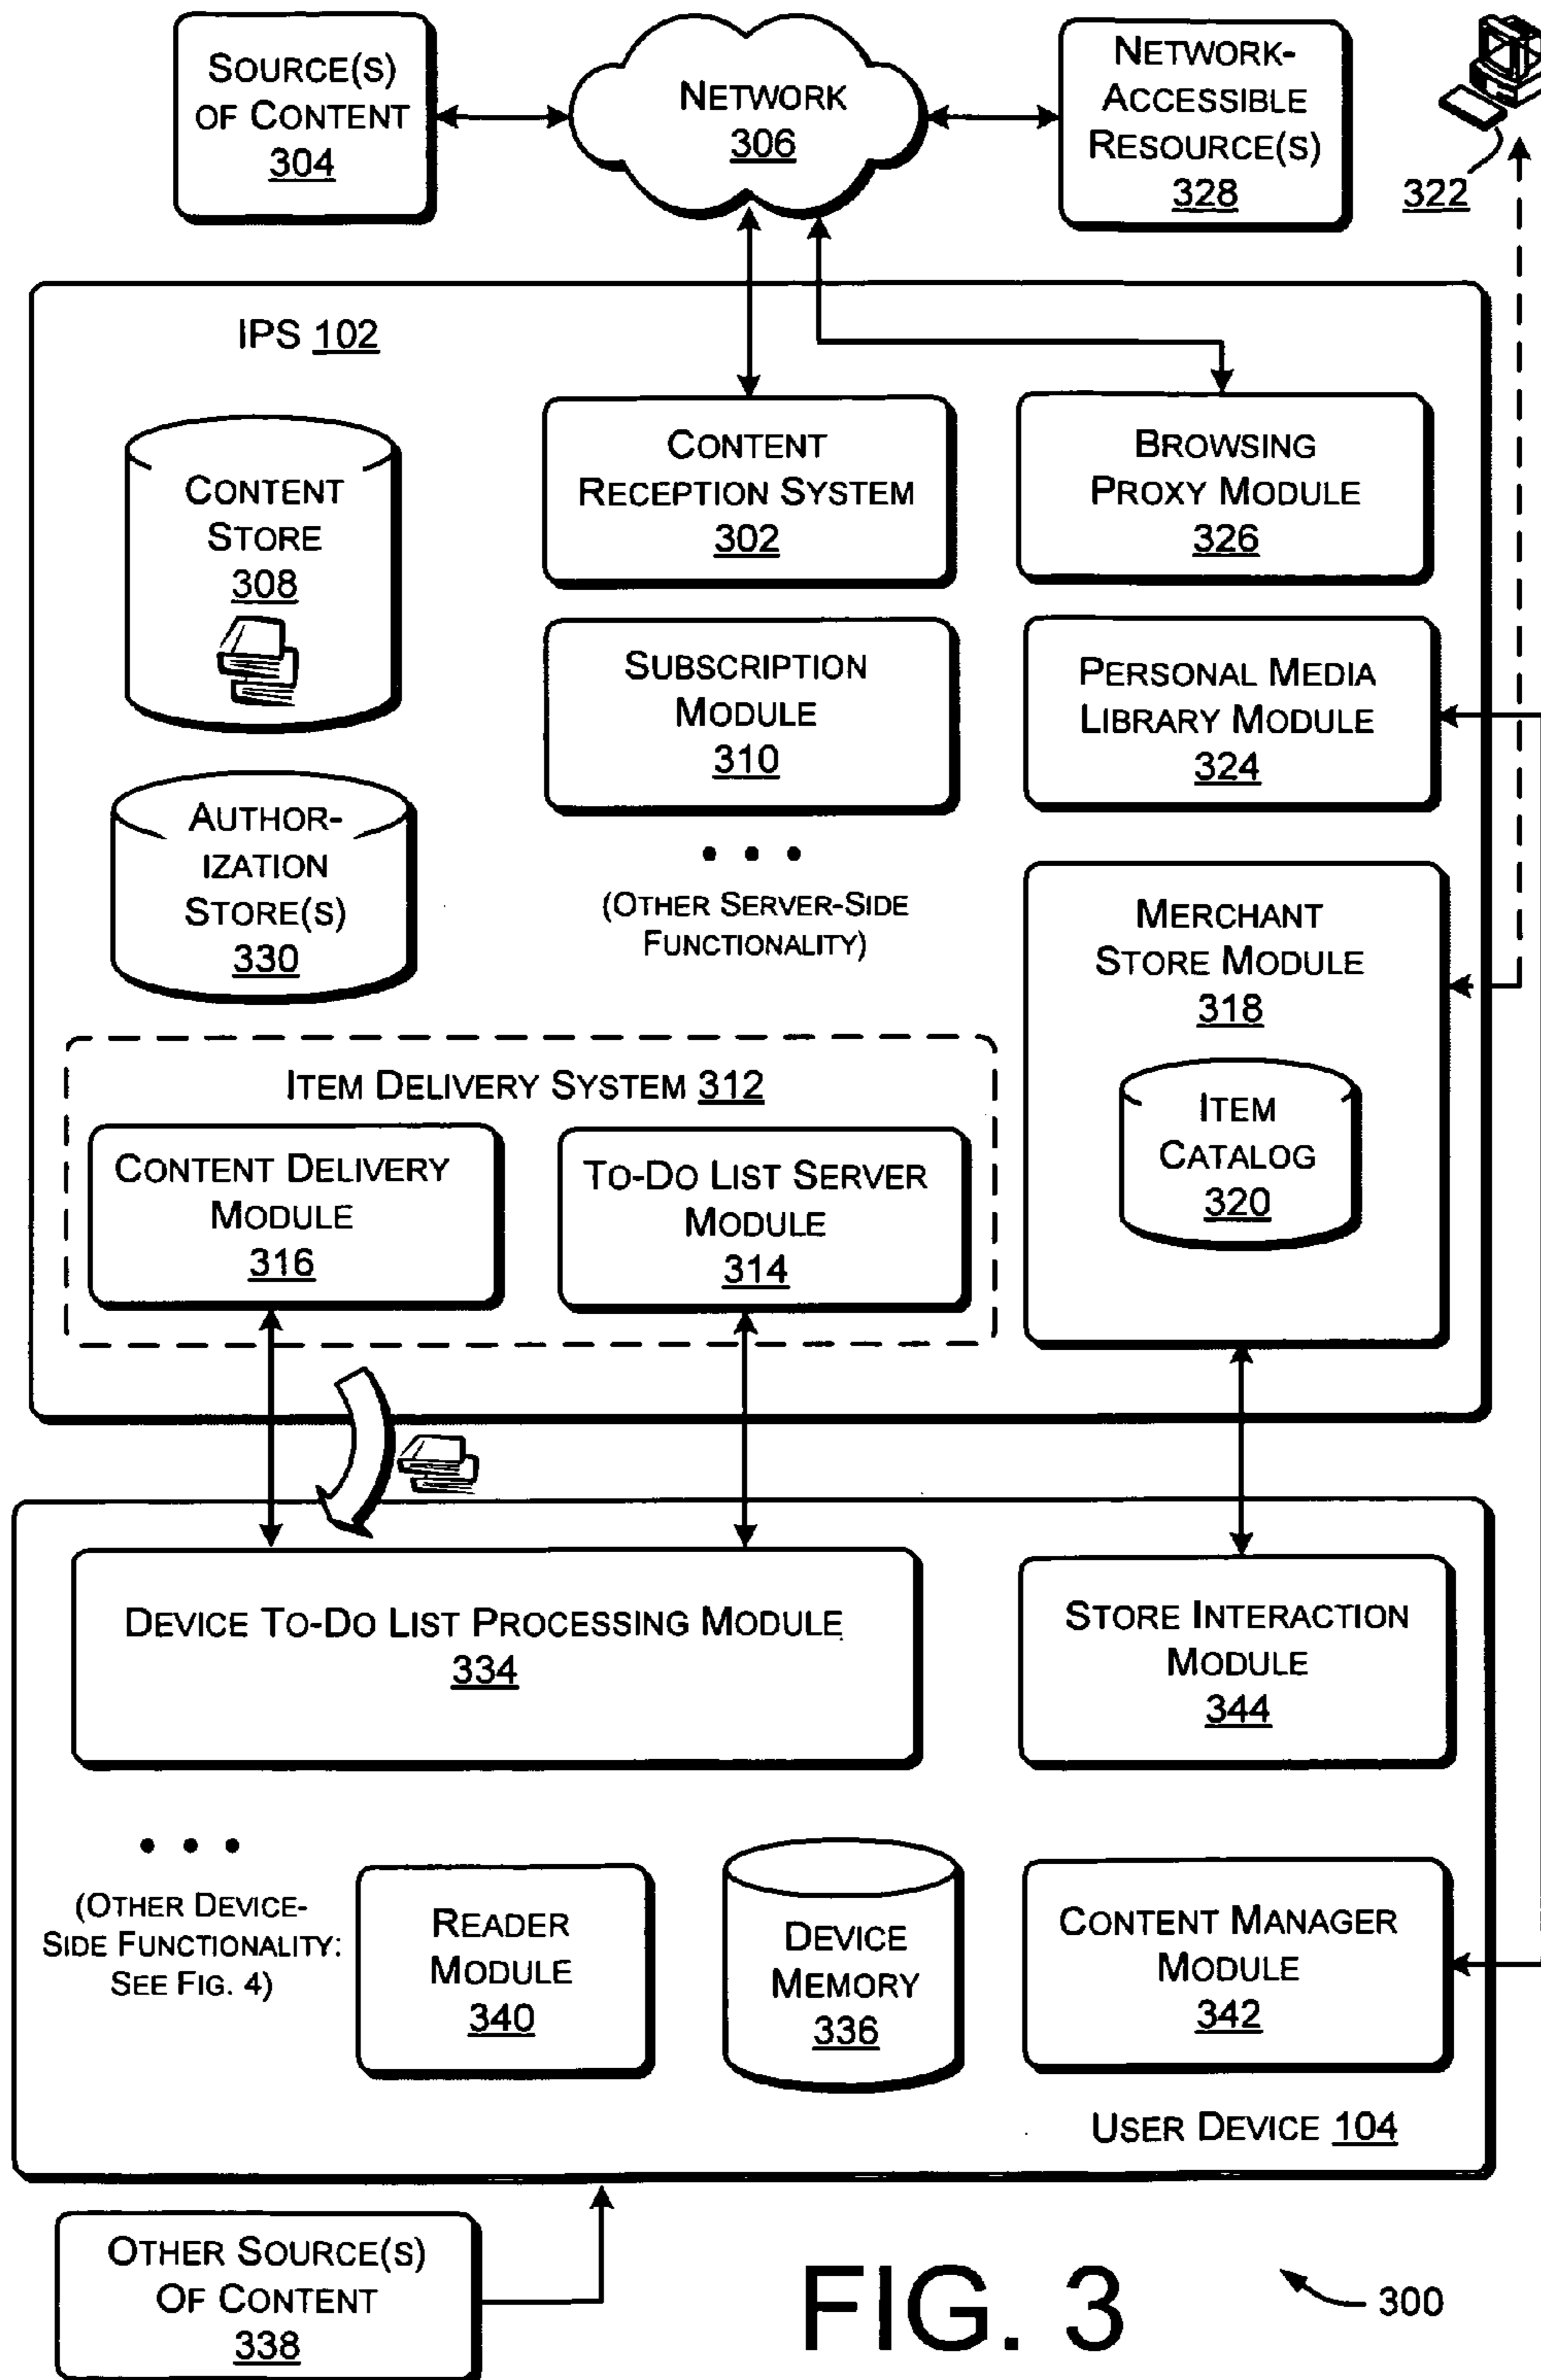 SOURCE(S)
OF CONTENT
304
NETWORK
306
NETWORK-
ACCESSIBLE
RESOURCE(S)
328
322
IPS 102
CONTENT
STORE
308
CONTENT
RECEPTION SYSTEM
302
BROWSING
PROXY MODULE
326
SUBSCRIPTION
MODULE
310
PERSONAL MEDIA
LIBRARY MODULE
324
AUTHOR-
IZATION
STORE(S)
330
• • •
(OTHER SERVER-SIDE
FUNCTIONALITY)
MERCHANT
STORE MODULE
318
ITEM
CATALOG
320
ITEM DELIVERY SYSTEM 312
CONTENT DELIVERY
MODULE
316
TO-DO LIST SERVER
MODULE
314
DEVICE TO-DO LIST PROCESSING MODULE
334
STORE INTERACTION
MODULE
344
• • •
(OTHER DEVICE-
SIDE FUNCTIONALITY:
SEE FIG. 4)
READER
MODULE
340
DEVICE
MEMORY
336
CONTENT MANAGER
MODULE
342
USER DEVICE 104
OTHER SOURCE(S)
OF CONTENT
338
FIG. 3
300